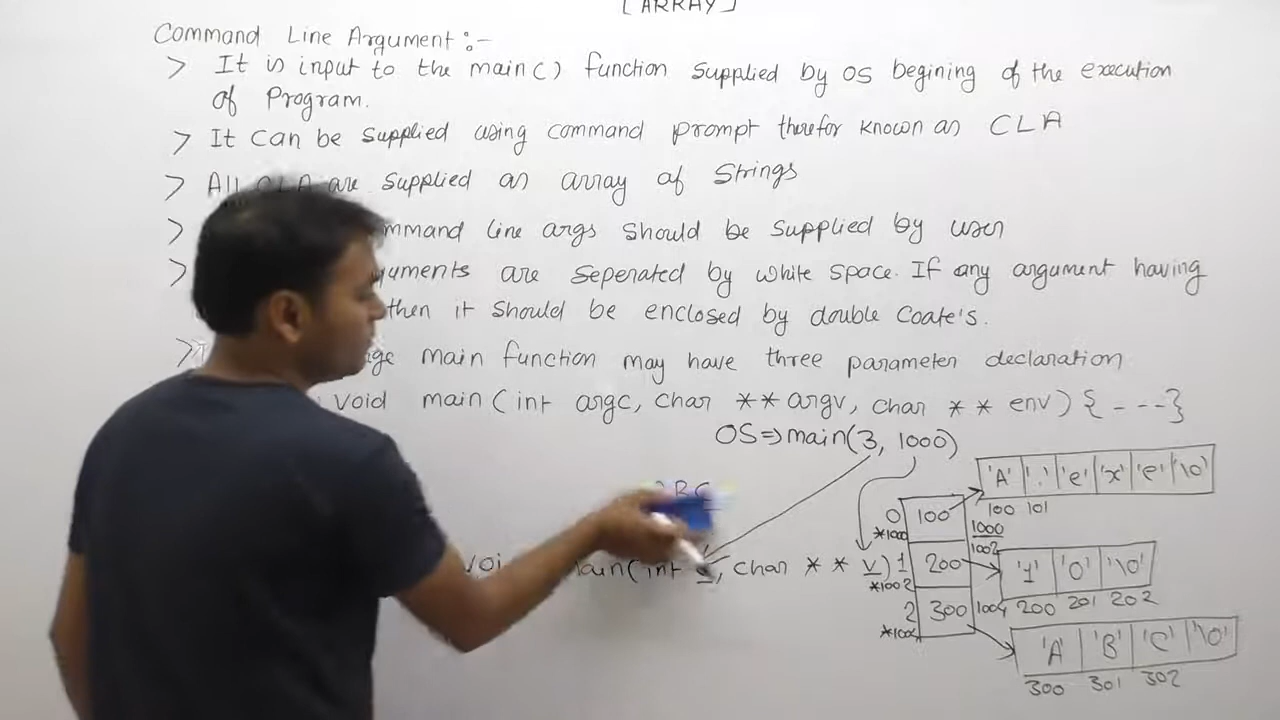 [ARRAY]
Command Line Argument :-
> It is input to the main() function supplied by OS begining of the execution
of Program.
> It can be supplied using command prompt therefor known as CLA
> All CLA are supplied as array of Strings
> mmand line args should be supplied by user
> uments are seperated by white space. If any argument having
then it should be enclosed by double Coate's.
> ge main function may have three parameter declaration
void main(int argc, char **argv, char ** env) {----}
OS=>main(3, 1000)
'A' '.' 'e' 'x' 'e' '\0'
100 101
BC
0 100 1000
*1000 1002
voi main(int , char ** v) 1 200 '1' '0' '\0'
*1002
2 300 1004 200 201 202
'A' 'B' 'C' '\0'
300 301 302